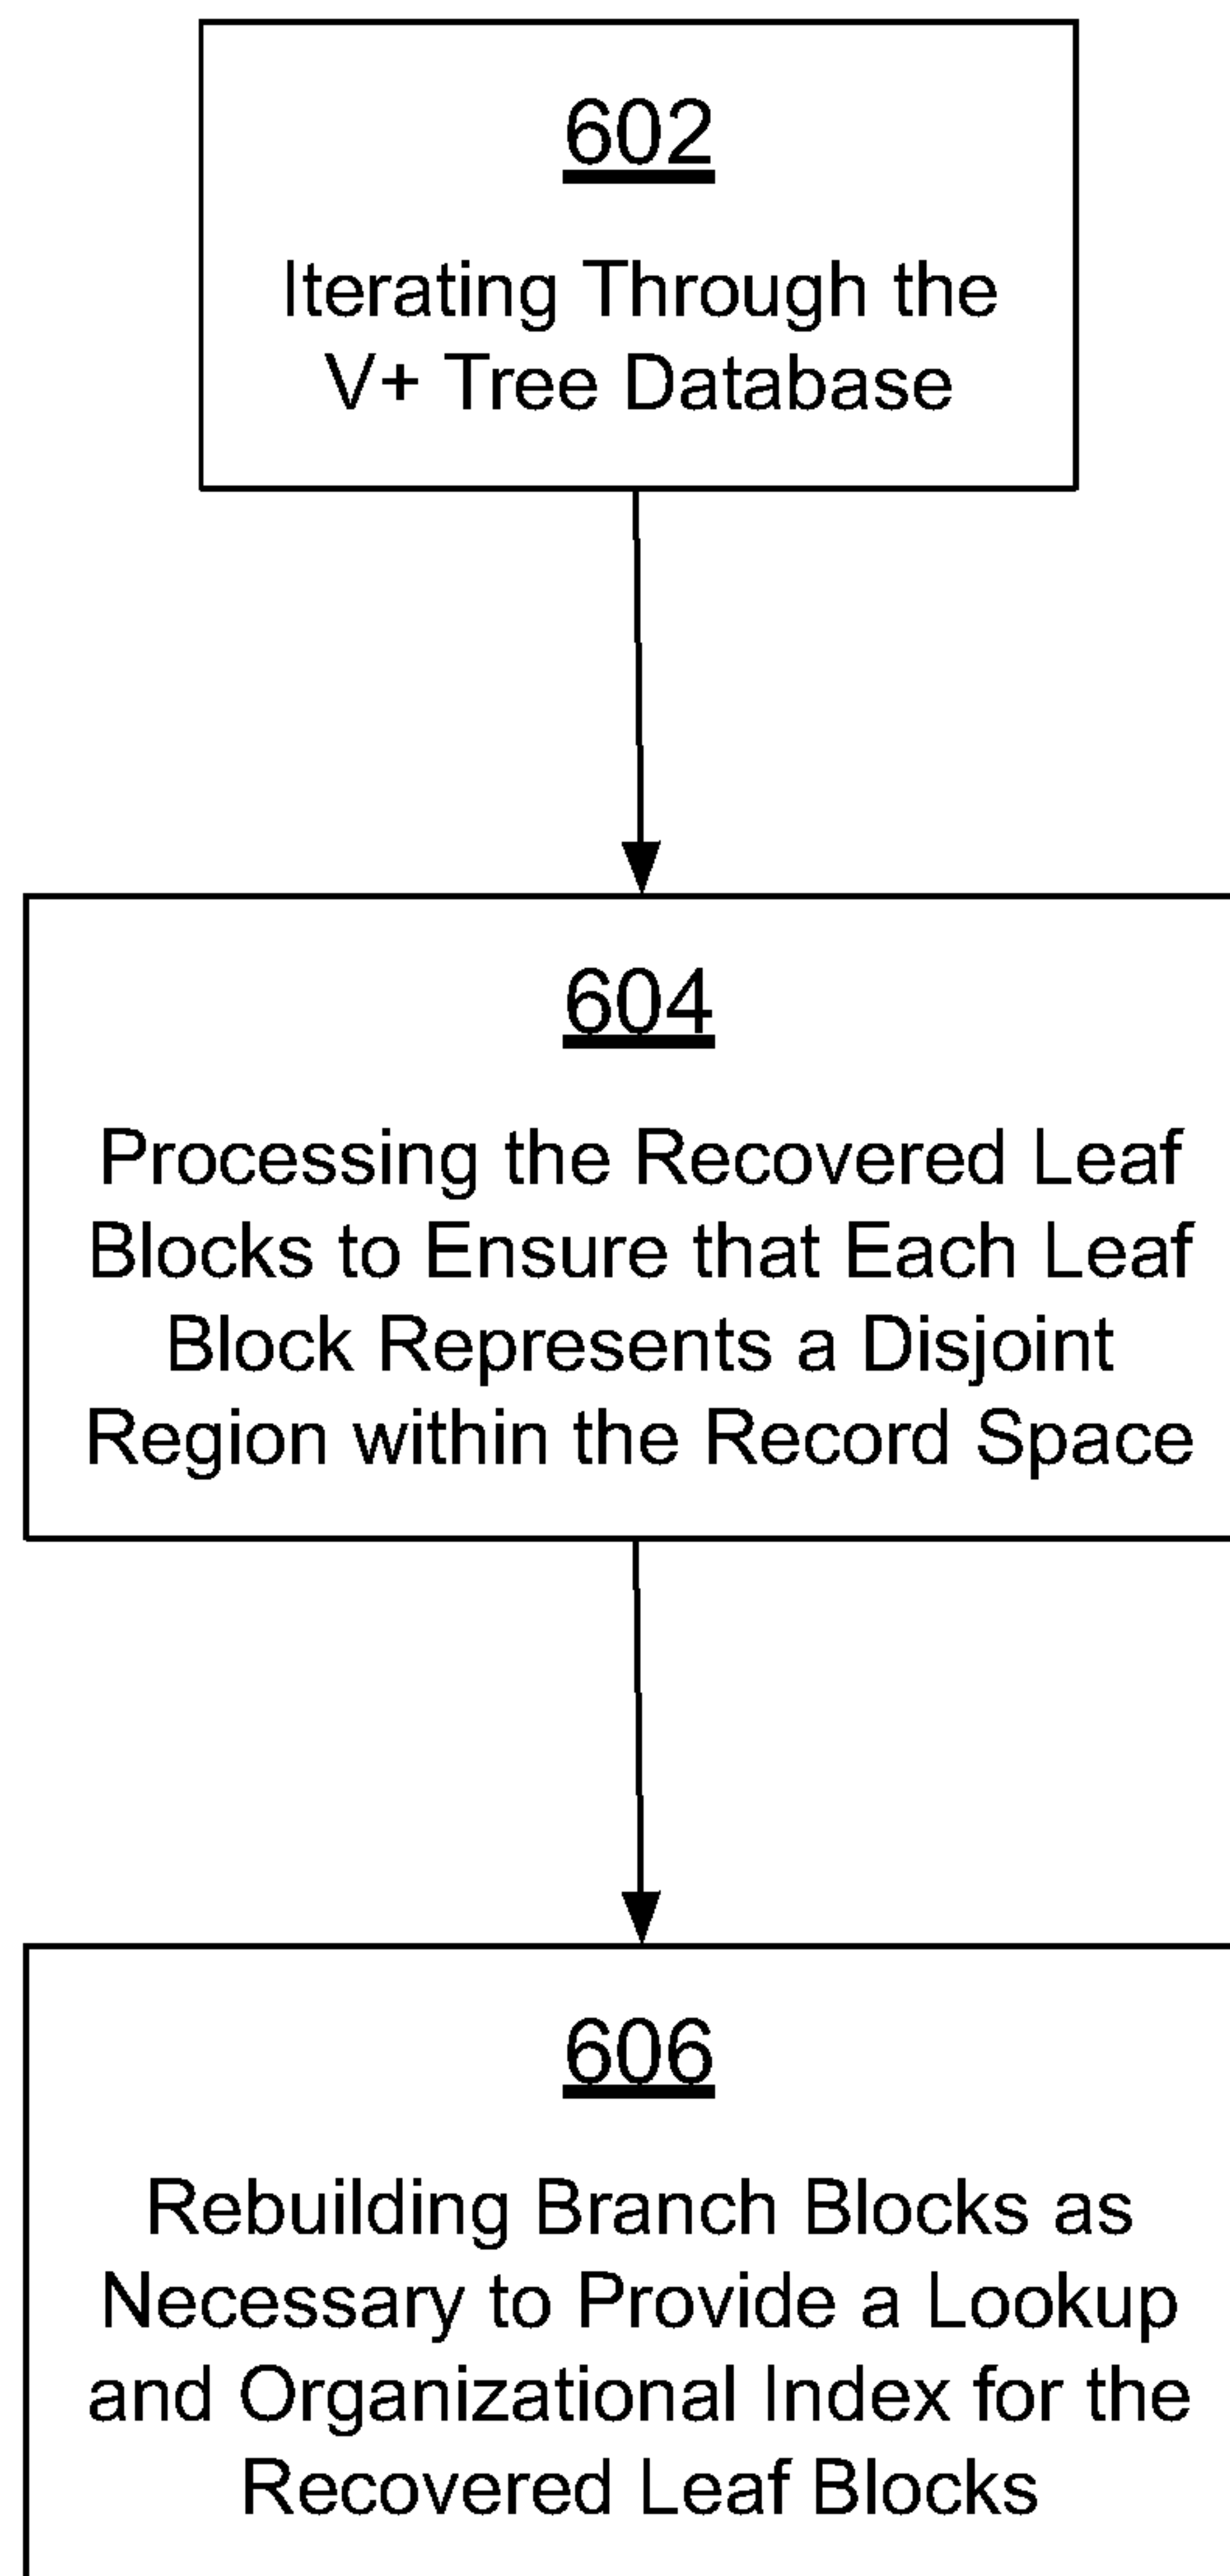 602
Iterating Through the
V+ Tree Database
604
Processing the Recovered Leaf
Blocks to Ensure that Each Leaf
Block Represents a Disjoint
Region within the Record Space
606
Rebuilding Branch Blocks as
Necessary to Provide a Lookup
and Organizational Index for the
Recovered Leaf Blocks